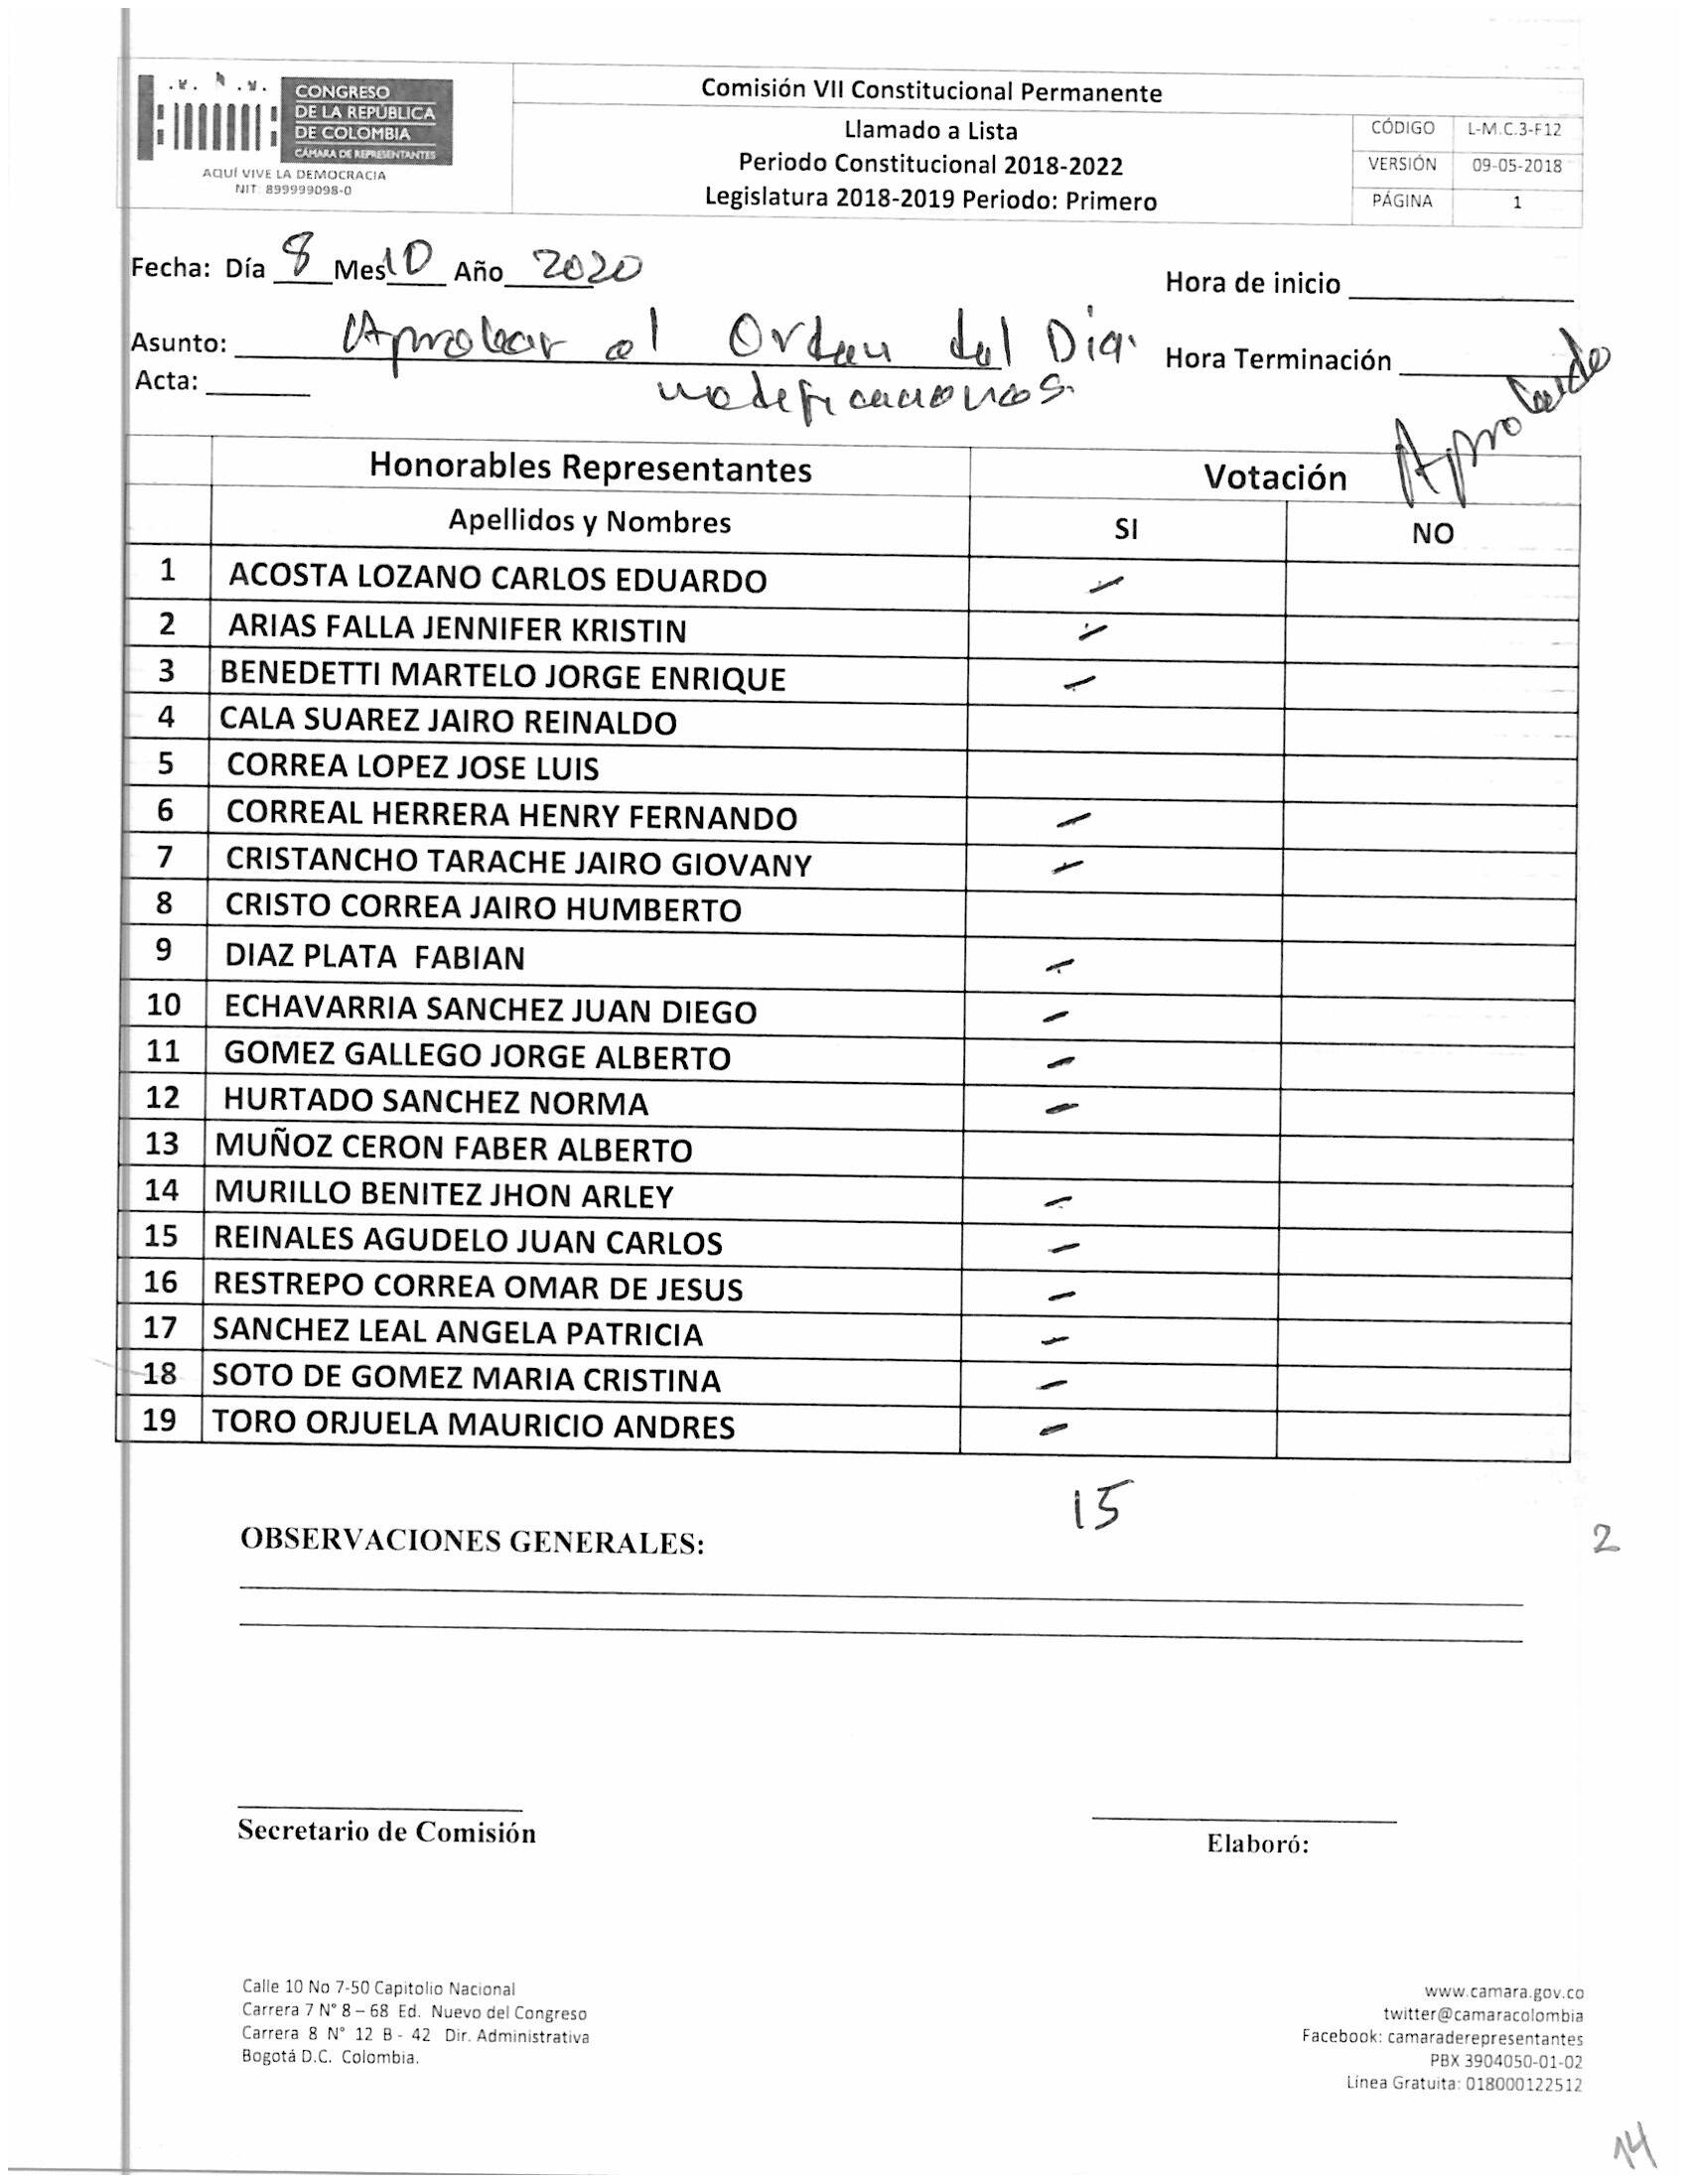 CONGRESO
DE LA REPÚBLICA
DE COLOMBIA
CÁMARA DE REPRESENTANTES
AQUÍ VIVE LA DEMOCRACIA
NIT: 899999098-0
Comisión VII Constitucional Permanente
Llamado a Lista
Periodo Constitucional 2018-2022
Legislatura 2018-2019 Periodo: Primero
CÓDIGO L-M.C.3-F12
VERSIÓN 09-05-2018
PÁGINA 1
Fecha: Día 8 Mes 10 Año 2020
Hora de inicio
Asunto: Aprobar el Orden del Dia.
Hora Terminación
Acta: modificaciones.
Aprobado
Honorables Representantes Votación
Apellidos y Nombres SI NO
1 ACOSTA LOZANO CARLOS EDUARDO
2 ARIAS FALLA JENNIFER KRISTIN
3 BENEDETTI MARTELO JORGE ENRIQUE
4 CALA SUAREZ JAIRO REINALDO
5 CORREA LOPEZ JOSE LUIS
6 CORREAL HERRERA HENRY FERNANDO
7 CRISTANCHO TARACHE JAIRO GIOVANY
8 CRISTO CORREA JAIRO HUMBERTO
9 DIAZ PLATA FABIAN
10 ECHAVARRIA SANCHEZ JUAN DIEGO
11 GOMEZ GALLEGO JORGE ALBERTO
12 HURTADO SANCHEZ NORMA
13 MUÑOZ CERON FABER ALBERTO
14 MURILLO BENITEZ JHON ARLEY
15 REINALES AGUDELO JUAN CARLOS
16 RESTREPO CORREA OMAR DE JESUS
17 SANCHEZ LEAL ANGELA PATRICIA
18 SOTO DE GOMEZ MARIA CRISTINA
19 TORO ORJUELA MAURICIO ANDRES
15
OBSERVACIONES GENERALES:
2
Secretario de Comisión
Elaboró:
Calle 10 No 7-50 Capitolio Nacional
Carrera 7 N° 8 – 68 Ed. Nuevo del Congreso
Carrera 8 N° 12 B - 42 Dir. Administrativa
Bogotá D.C. Colombia.
www.camara.gov.co
twitter@camaracolombia
Facebook: camaraderepresentantes
PBX 3904050-01-02
Línea Gratuita: 018000122512
14